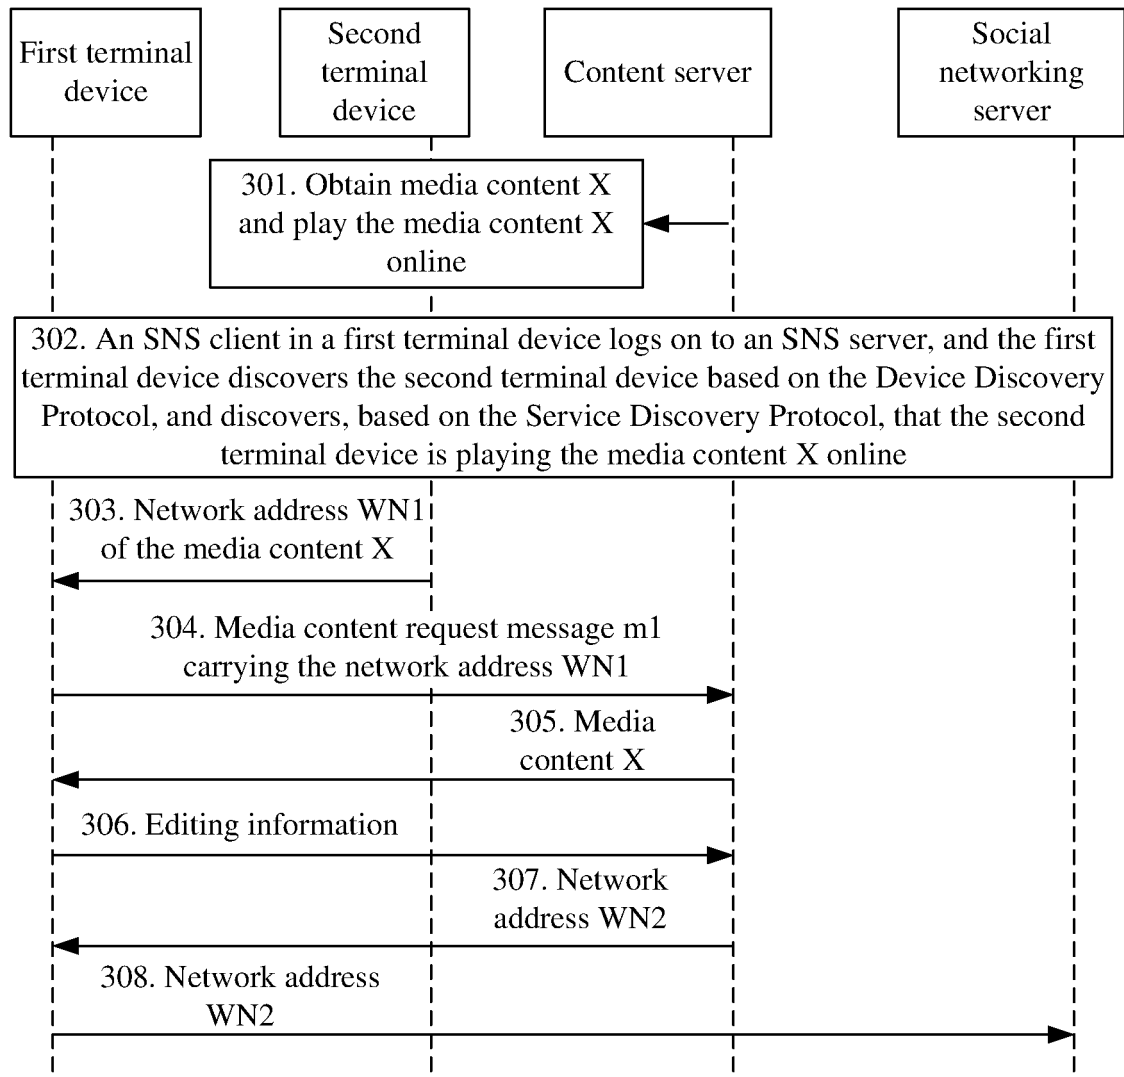 First terminal
device
Second
terminal
device
Content server
Social
networking
server
301. Obtain media content X
and play the media content X
online
302. An SNS client in a first terminal device logs on to an SNS server, and the first
terminal device discovers the second terminal device based on the Device Discovery
Protocol, and discovers, based on the Service Discovery Protocol, that the second
terminal device is playing the media content X online
303. Network address WN1
of the media content X
304. Media content request message m1
carrying the network address WN1
305. Media
content X
306. Editing information
307. Network
address WN2
308. Network address
WN2